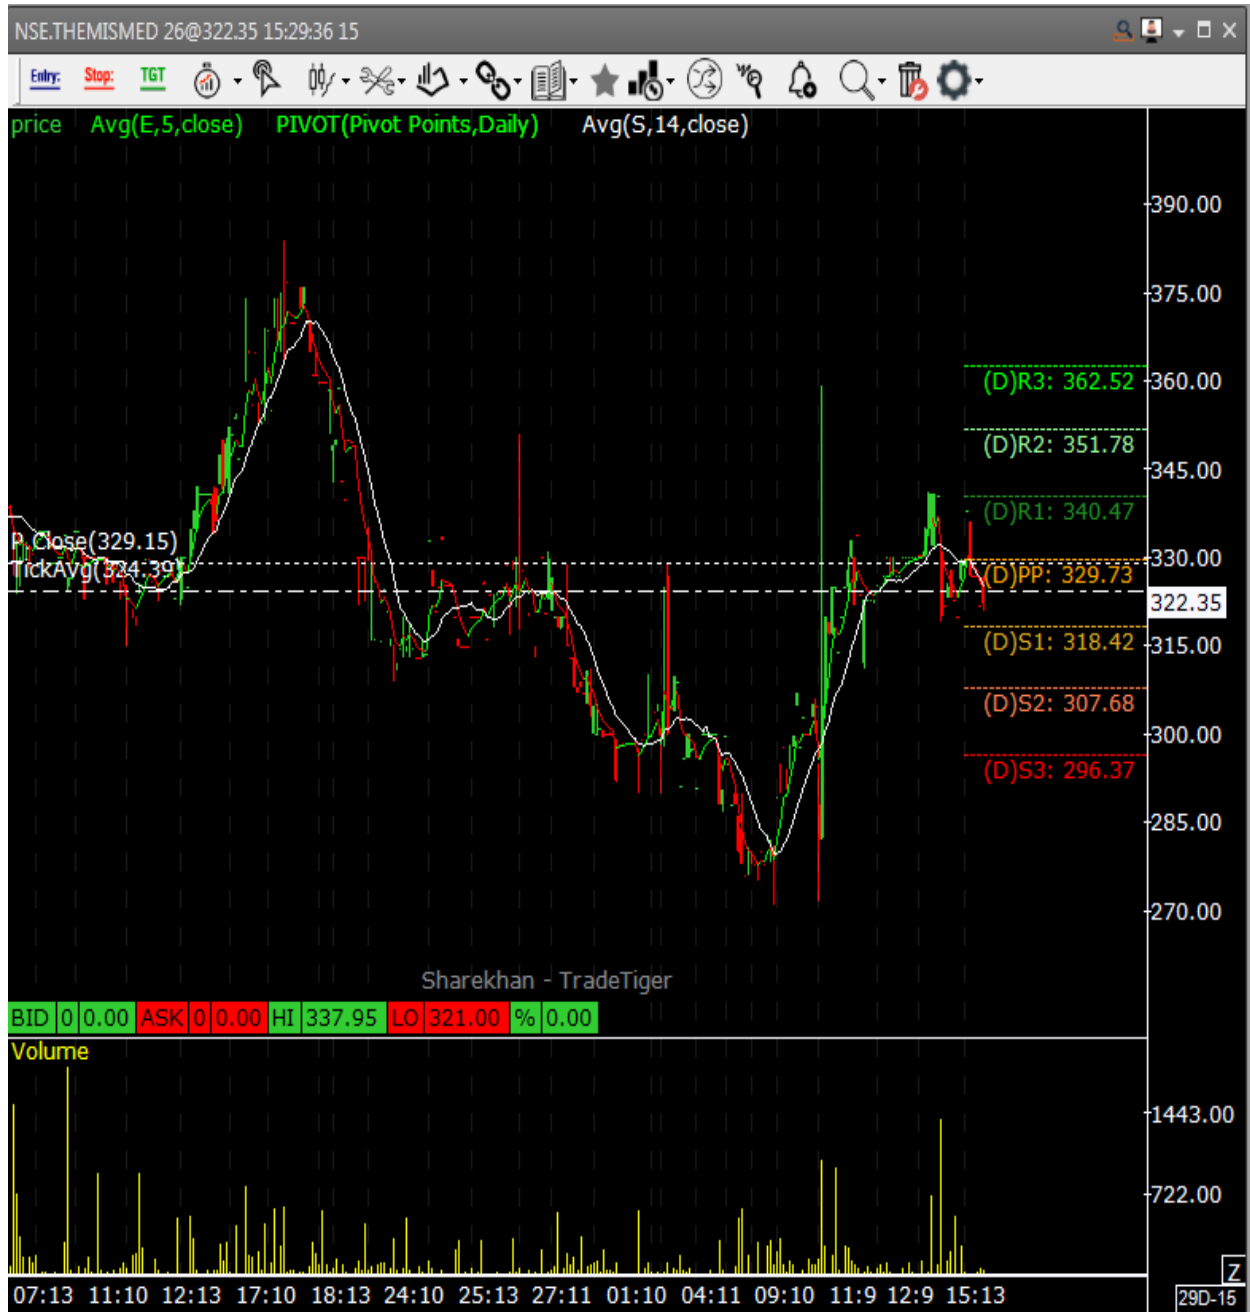 NSE.THEMISMED 26@322.35 15:29:36 15
Entry: Stop: TGT
price Avg(E,5,close) PIVOT(Pivot Points,Daily) Avg(S,14,close)
390.00
375.00
(D)R3: 362.52
360.00
(D)R2: 351.78
345.00
(D)R1: 340.47
P.Close(329.15)
330.00
TickAvg(324.39)
(D)PP: 329.73
322.35
(D)S1: 318.42
315.00
(D)S2: 307.68
300.00
(D)S3: 296.37
285.00
270.00
Sharekhan - TradeTiger
BID 0 0.00 ASK 0 0.00 HI 337.95 LO 321.00 % 0.00
Volume
1443.00
722.00
Z
07:13 11:10 12:13 17:10 18:13 24:10 25:13 27:11 01:10 04:11 09:10 11:9 12:9 15:13
29D-15